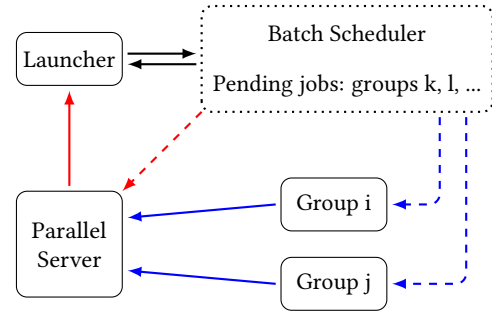 Batch Scheduler
Launcher
Pending jobs: groups k, l, ...
Group i
Parallel
Server
Group j